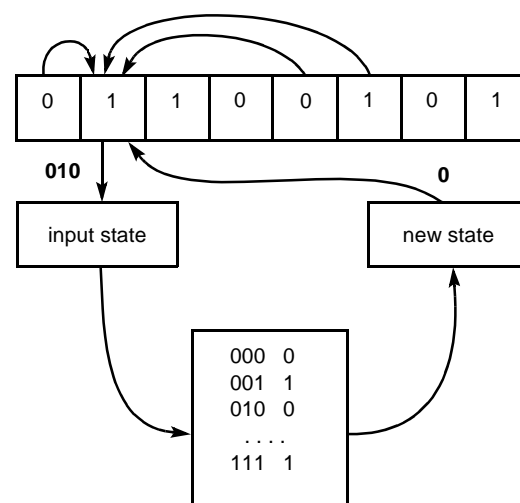 0 1 1 0 0 1 0 1
010
0
input state
new state
000 0
001 1
010 0
. . . .
111 1